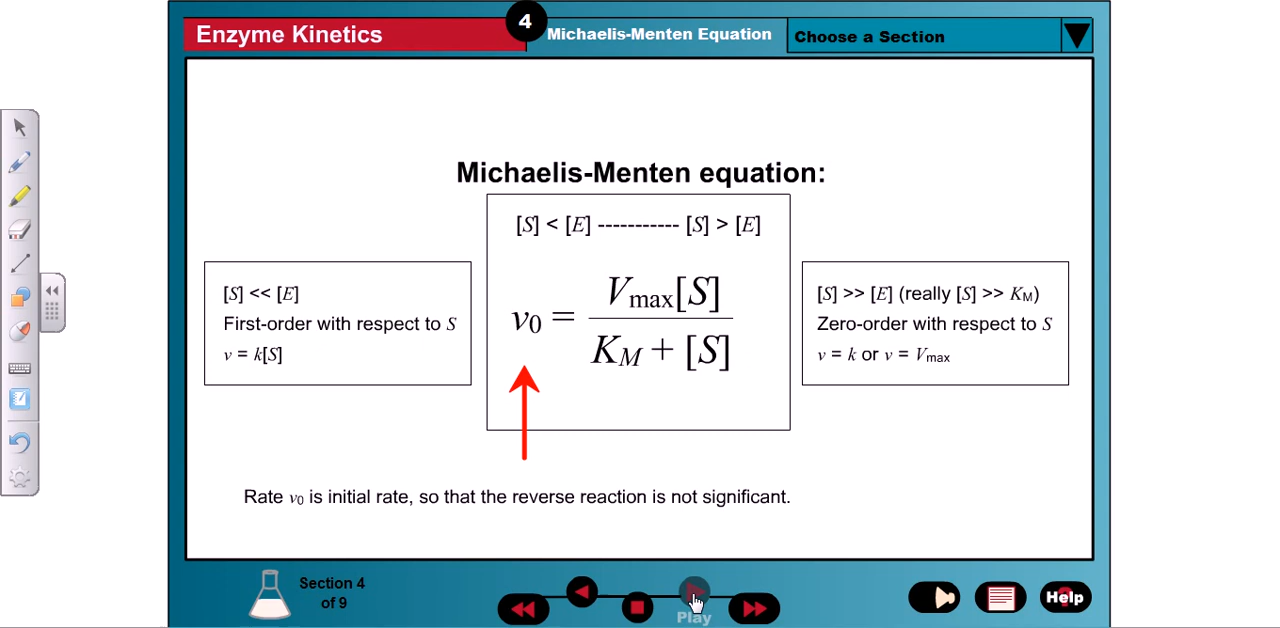 Enzyme Kinetics
4
Michaelis-Menten Equation
Choose a Section
Michaelis-Menten equation:
[S] < [E] ----------- [S] > [E]
v0 = Vmax[S] / KM + [S]
[S] << [E]
First-order with respect to S
v = k[S]
[S] >> [E] (really [S] >> KM)
Zero-order with respect to S
v = k or v = Vmax
Rate v0 is initial rate, so that the reverse reaction is not significant.
Section 4
of 9
Play
Help